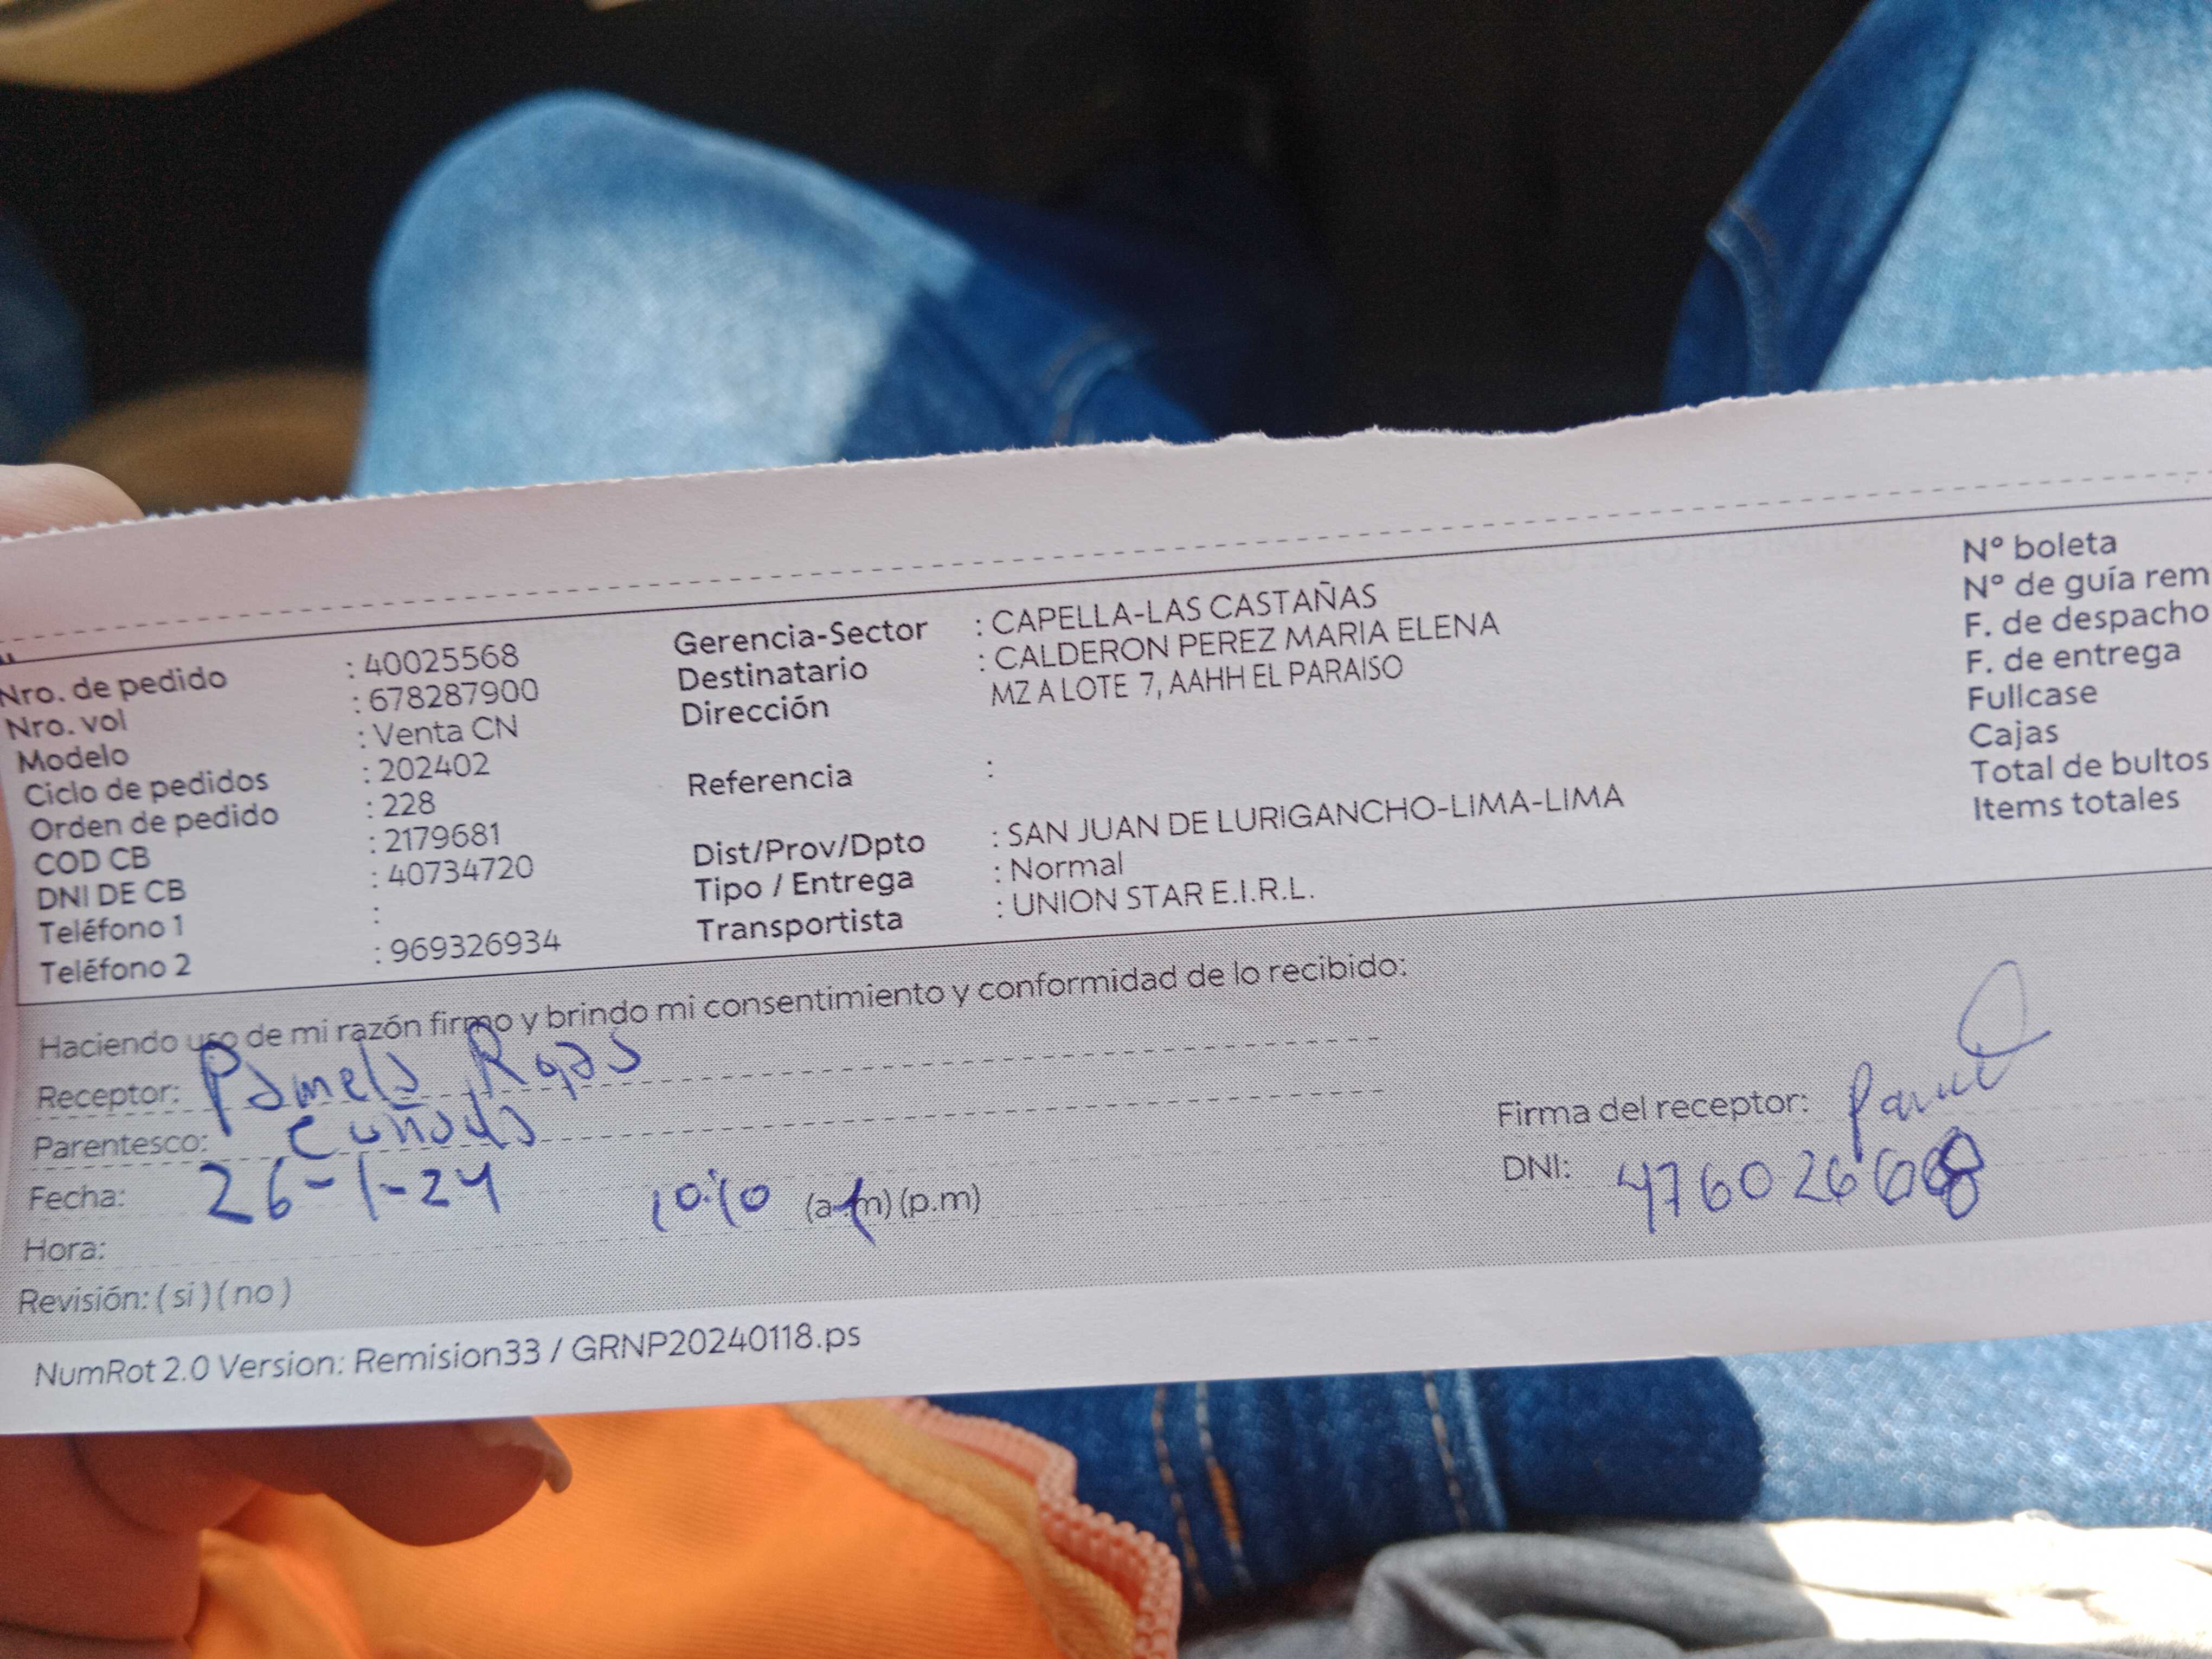 Nro. de pedido : 40025568
Nro. vol : 678287900
Modelo : Venta CN
Ciclo de pedidos : 202402
Orden de pedido : 228
COD CB : 2179681
DNI DE CB : 40734720
Teléfono 1 :
Teléfono 2 : 969326934
Gerencia-Sector : CAPELLA-LAS CASTAÑAS
Destinatario : CALDERON PEREZ MARIA ELENA
Dirección MZ A LOTE 7, AAHH EL PARAISO
Referencia :
Dist/Prov/Dpto : SAN JUAN DE LURIGANCHO-LIMA-LIMA
Tipo / Entrega : Normal
Transportista : UNION STAR E.I.R.L.
Nº boleta
Nº de guía rem
F. de despacho
F. de entrega
Fullcase
Cajas
Total de bultos
Items totales
Haciendo uso de mi razón firmo y brindo mi consentimiento y conformidad de lo recibido:
Receptor: Pamela Rojas
Parentesco: Cuñada
Fecha: 26-1-24
Hora: 10:10 (a.m) (p.m)
Revisión: ( si ) ( no )
Firma del receptor: Pamel
DNI:
NumRot 2.0 Version: Remision33 / GRNP20240118.ps